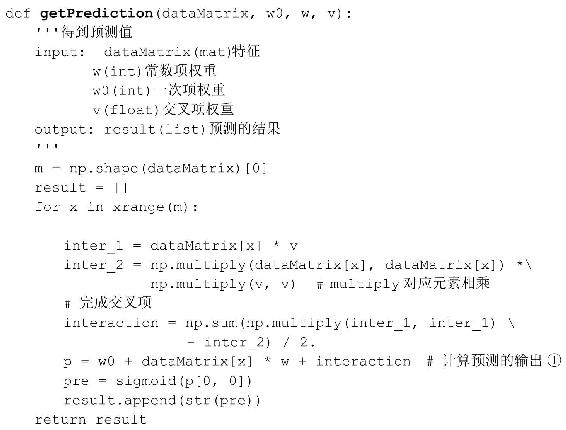 def getPrediction(dataMatrix, w0, w, v):
    '''得到预测值
    input:  dataMatrix(mat)特征
            w(int)常数项权重
            w0(int)一次项权重
            v(float)交叉项权重
    output: result(list)预测的结果
    '''
    m = np.shape(dataMatrix)[0]
    result = []
    for x in xrange(m):
        inter_1 = dataMatrix[x] * v
        inter_2 = np.multiply(dataMatrix[x], dataMatrix[x]) *\
                  np.multiply(v, v)  # multiply对应元素相乘
        # 完成交叉项
        interaction = np.sum(np.multiply(inter_1, inter_1) \
                      - inter_2) / 2.
        p = w0 + dataMatrix[x] * w + interaction  # 计算预测的输出①
        pre = sigmoid(p[0, 0])
        result.append(str(pre))
    return result